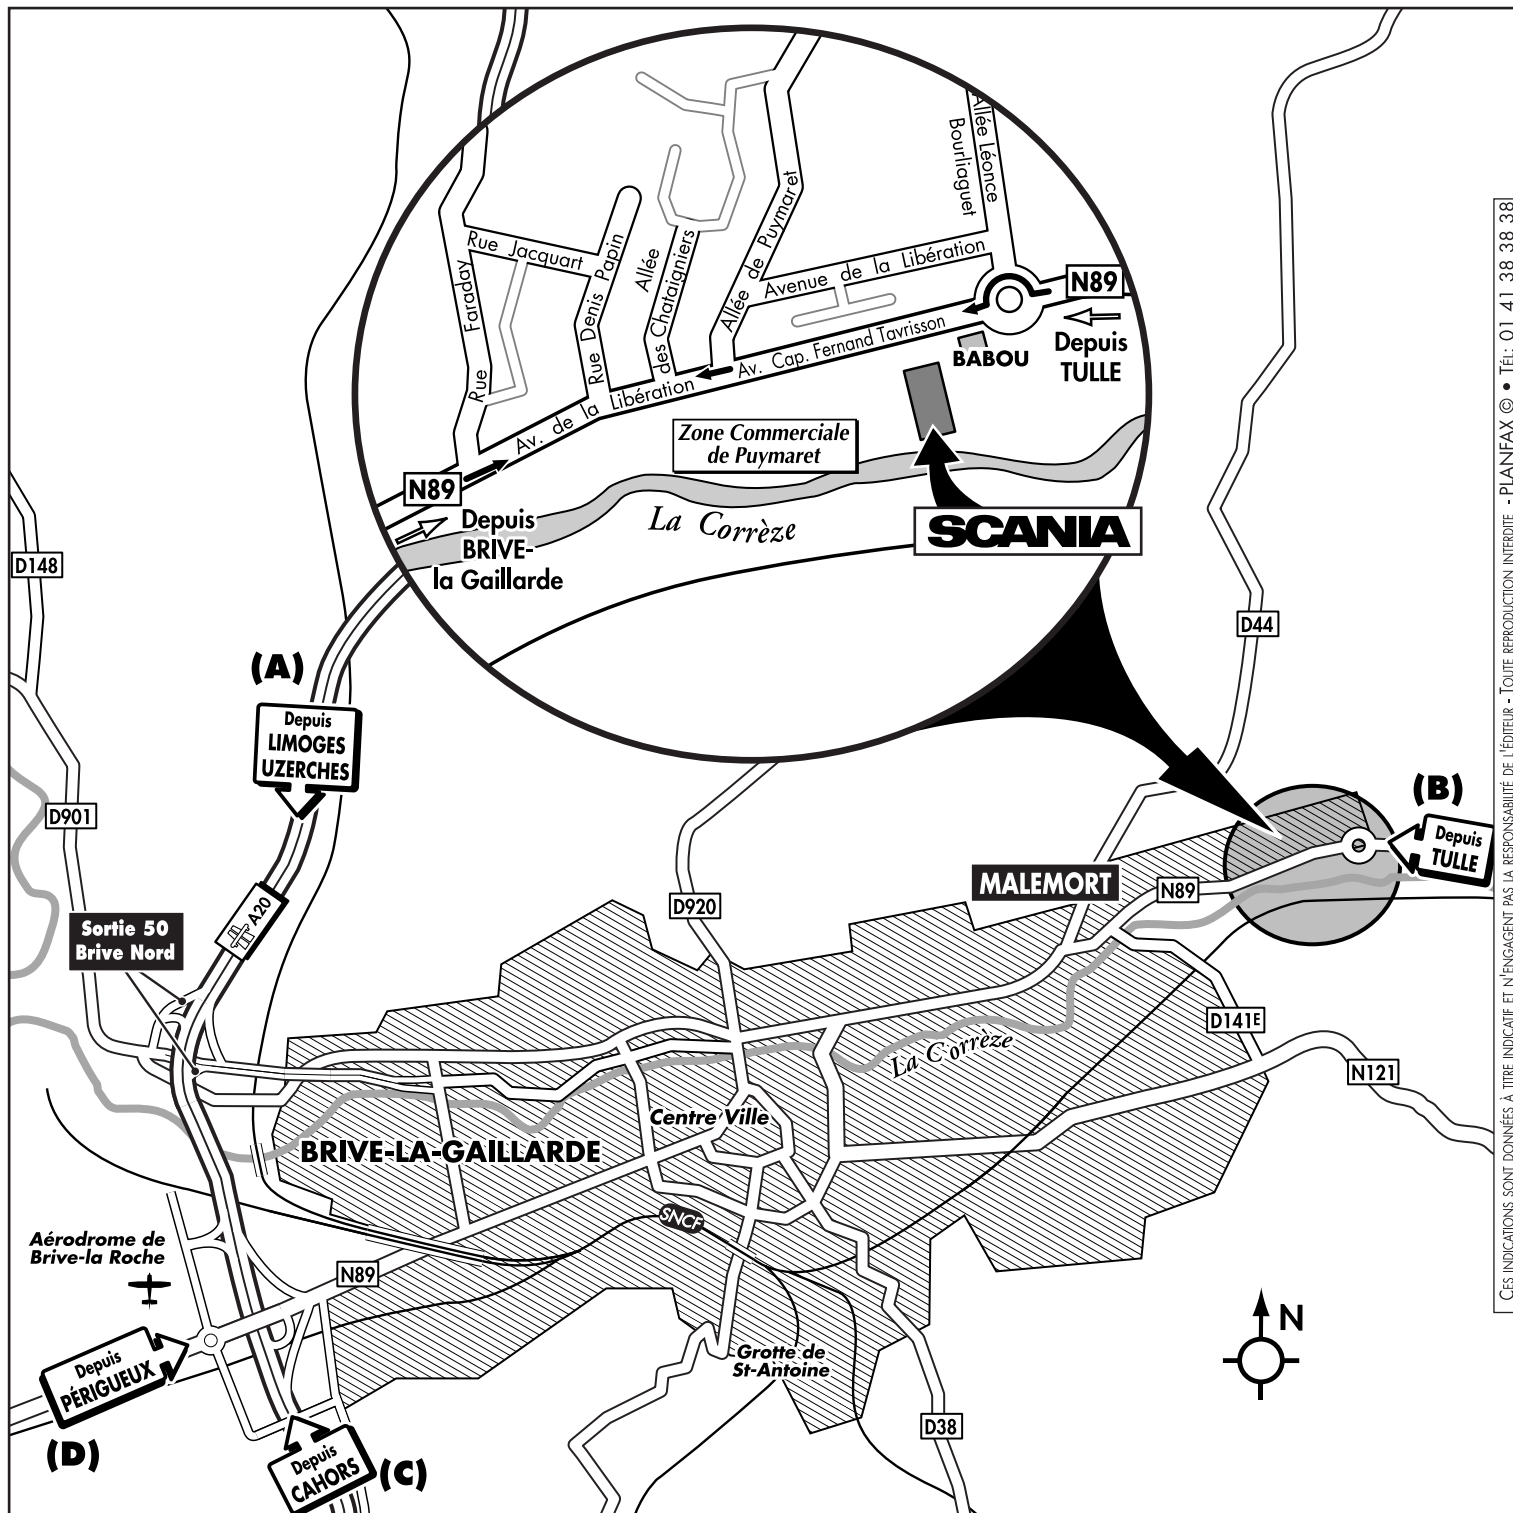 Allée Léonce
Bourliaguet
Rue Jacquart
Rue Faraday
Rue Denis Papin
Allée
des Chataigniers
Allée de Puymaret
Avenue de la Libération
N89
Depuis
TULLE
BABOU
Av. Cap. Fernand Tavrisson
Av. de la Libération
Zone Commerciale
de Puymaret
N89
Depuis
BRIVE-
la Gaillarde
La Corrèze
SCANIA
D148
D44
(A)
Depuis
LIMOGES
UZERCHES
D901
(B)
Depuis
TULLE
MALEMORT
N89
D920
A20
Sortie 50
Brive Nord
D141E
La Corrèze
N121
Centre Ville
BRIVE-LA-GAILLARDE
SNCF
Aérodrome de
Brive-la Roche
N89
N
Depuis
PÉRIGUEUX
(D)
Grotte de
St-Antoine
D38
Depuis
CAHORS
(C)
CES INDICATIONS SONT DONNÉES À TITRE INDICATIF ET N'ENGAGENT PAS LA RESPONSABILITÉ DE L'ÉDITEUR - TOUTE REPRODUCTION INTERDITE - PLANFAX © • TÉL: 01 41 38 38 38